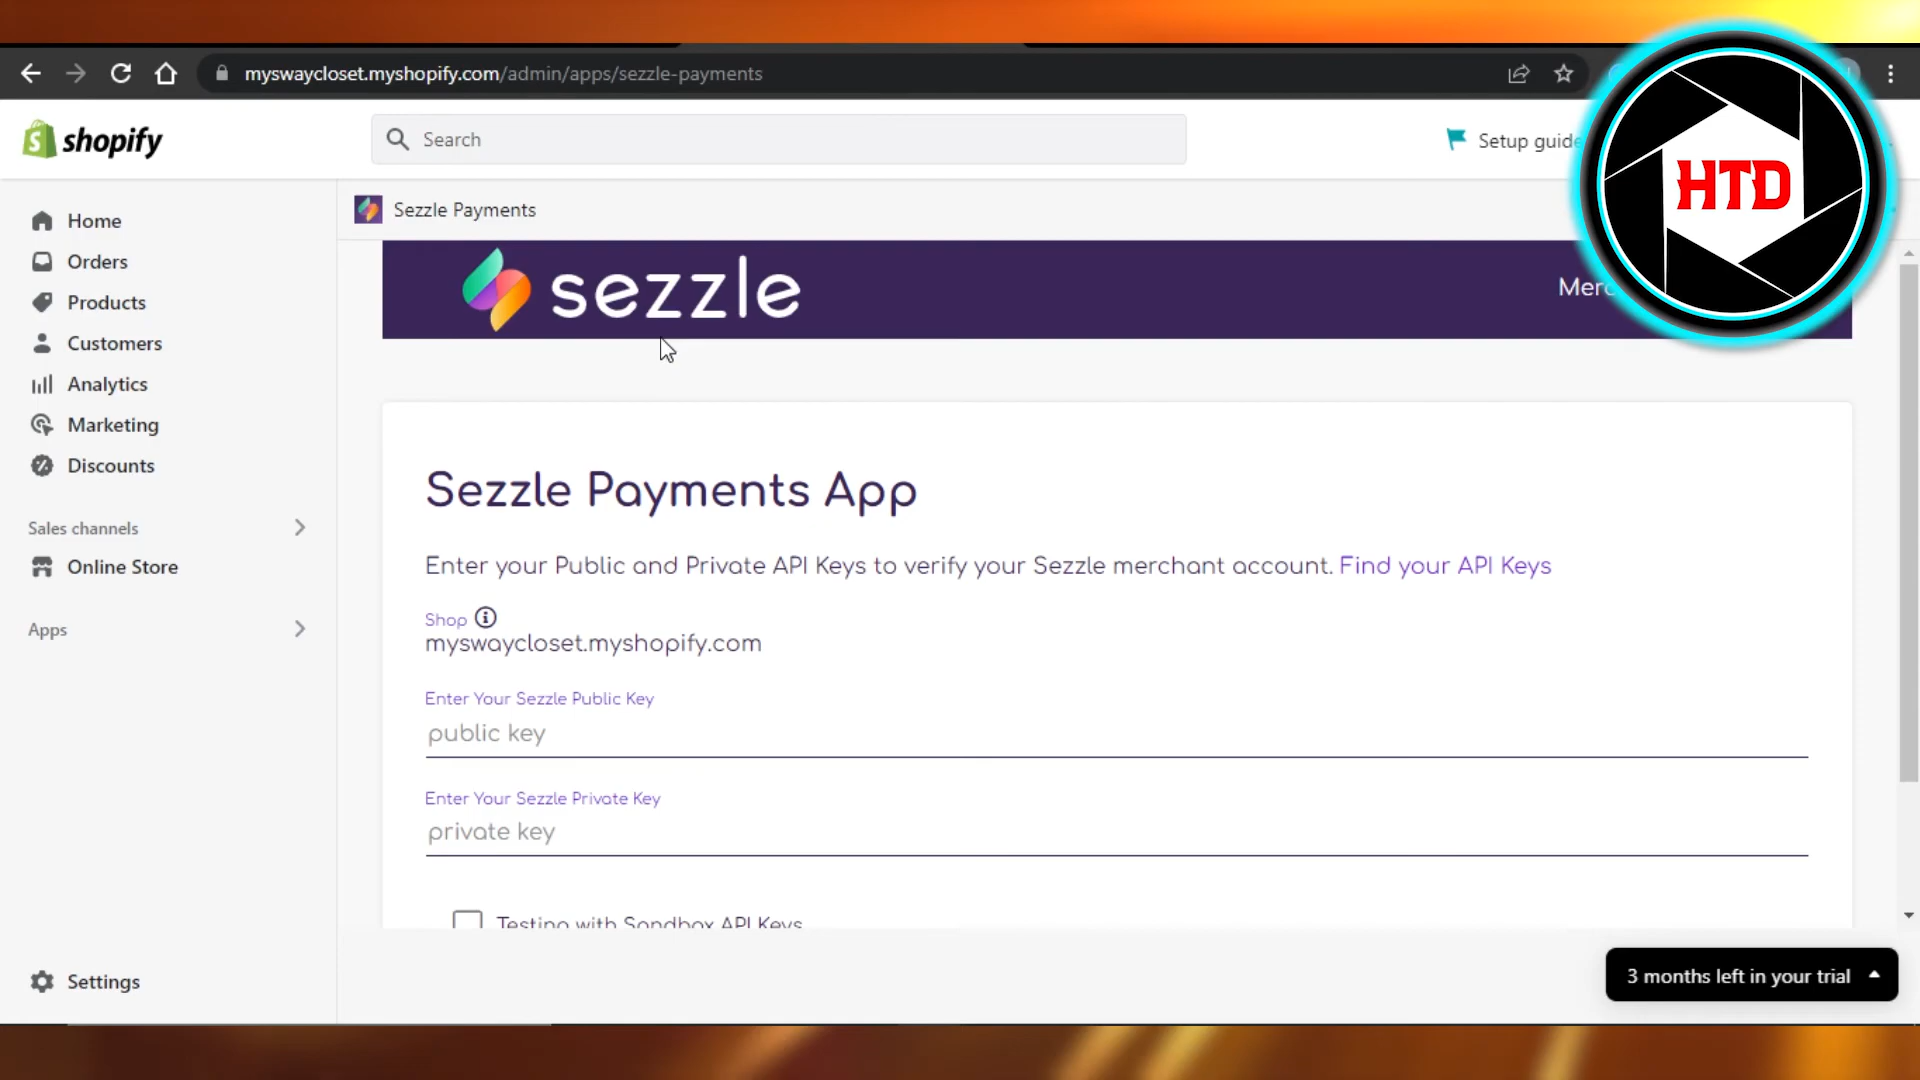 myswaycloset.myshopify.com/admin/apps/sezzle-payments
shopify
Search
Setup guide
HTD
Home
Orders
Products
Customers
Analytics
Marketing
Discounts
Sales channels
Online Store
Apps
Settings
Sezzle Payments
sezzle
Merc
Sezzle Payments App
Enter your Public and Private API Keys to verify your Sezzle merchant account. Find your API Keys
Shop
myswaycloset.myshopify.com
Enter Your Sezzle Public Key
public key
Enter Your Sezzle Private Key
private key
Testing with Sandbox API Keys
3 months left in your trial